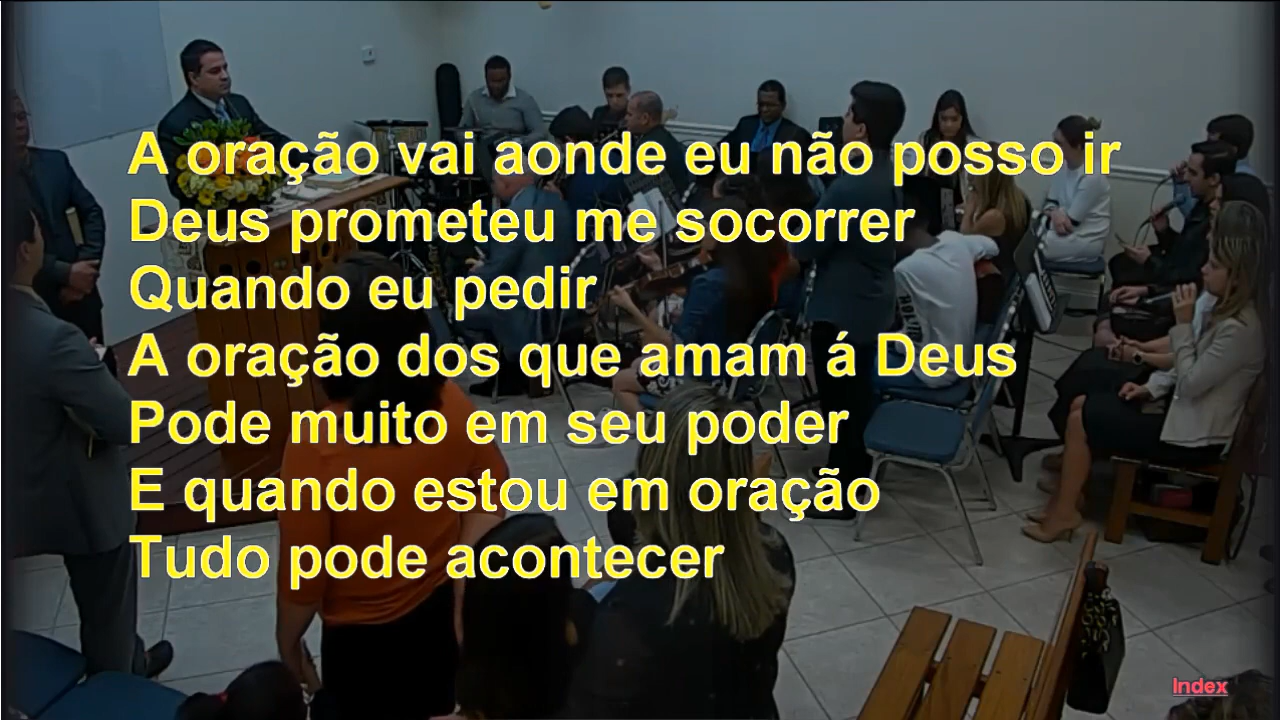 A oração vai aonde eu não posso ir
Deus prometeu me socorrer
Quando eu pedir
A oração dos que amam á Deus
Pode muito em seu poder
E quando estou em oração
Tudo pode acontecer
Index